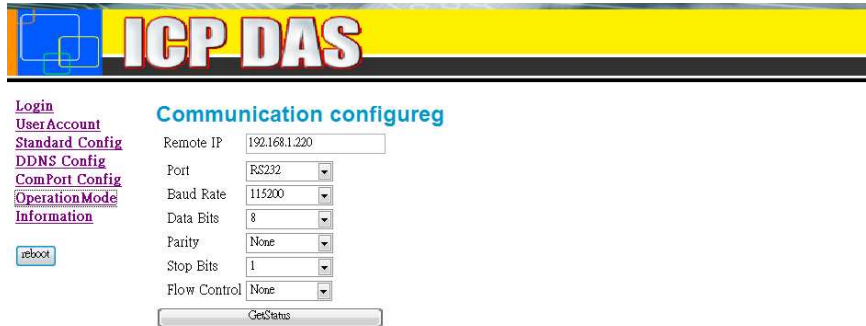 ICP DAS
Login
UserAccount
Standard Config
DDNS Config
ComPort Config
OperationMode
Information
reboot
Communication configureg
Remote IP 192.168.1.220
Port RS232
Baud Rate 115200
Data Bits 8
Parity None
Stop Bits 1
Flow Control None
GetStatus